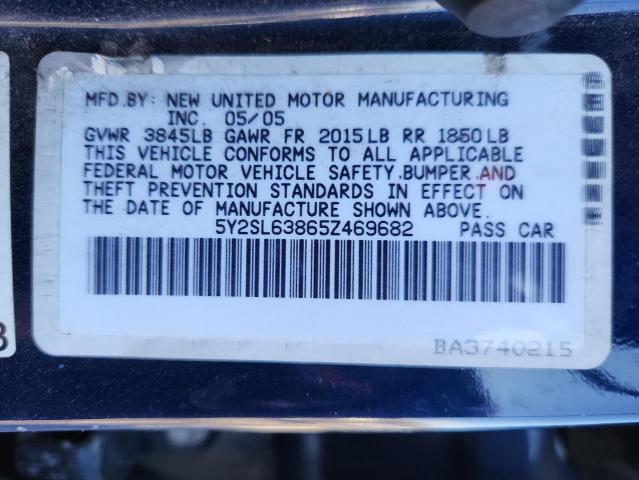 MFD.BY: NEW UNITED MOTOR MANUFACTURING
INC. 05/05
GVWR 3845LB GAWR FR 2015LB RR 1850LB
THIS VEHICLE CONFORMS TO ALL APPLICABLE
FEDERAL MOTOR VEHICLE SAFETY,BUMPER,AND
THEFT PREVENTION STANDARDS IN EFFECT ON
THE DATE OF MANUFACTURE SHOWN ABOVE.
5Y2SL63865Z469682 PASS CAR
BA3740215